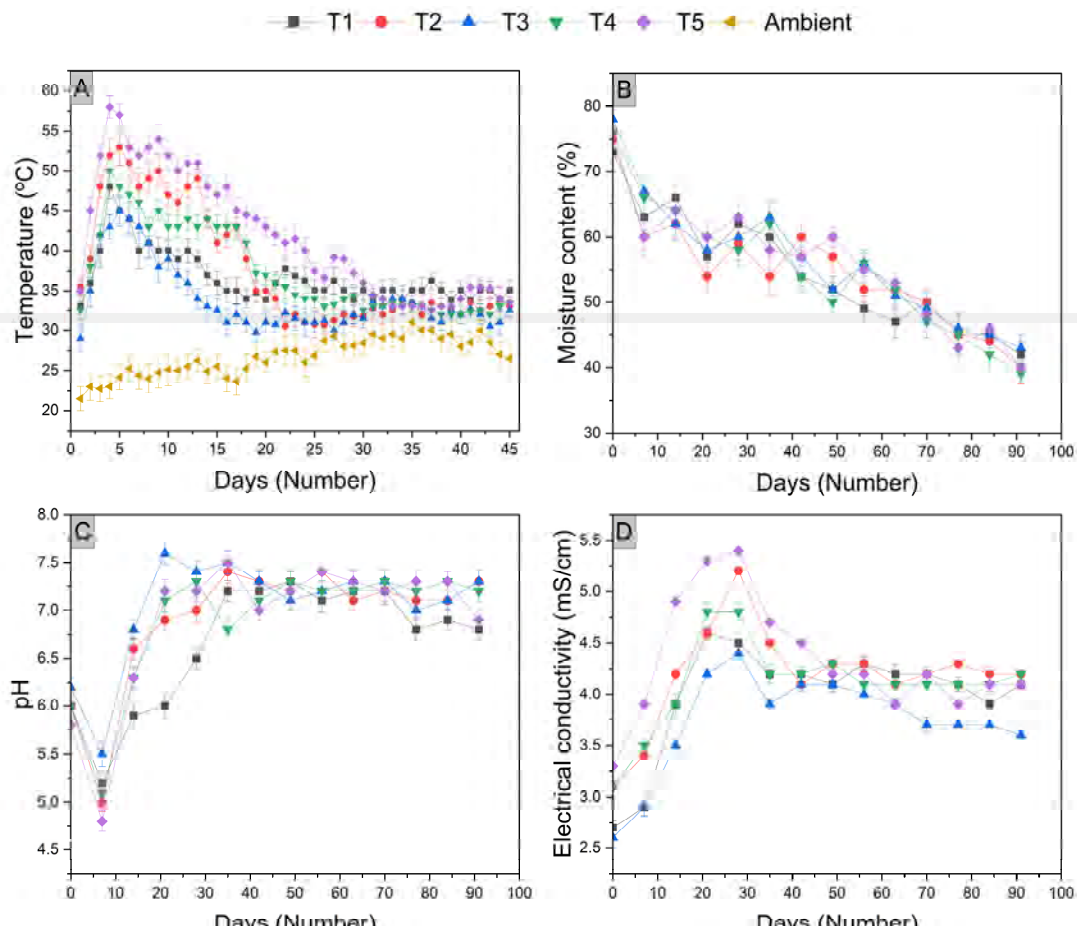 T1 T2 T3 T4 T5 Ambient
A
60
55
50
45
40
35
30
25
20
Temperature (°C)
0 5 10 15 20 25 30 35 40 45
Days (Number)
B
80
70
60
50
40
30
Moisture content (%)
0 10 20 30 40 50 60 70 80 90 100
Days (Number)
C
8.0
7.5
7.0
6.5
6.0
5.5
5.0
4.5
pH
0 10 20 30 40 50 60 70 80 90 100
Days (Number)
D
5.5
5.0
4.5
4.0
3.5
3.0
2.5
Electrical conductivity (mS/cm)
0 10 20 30 40 50 60 70 80 90 100
Days (Number)